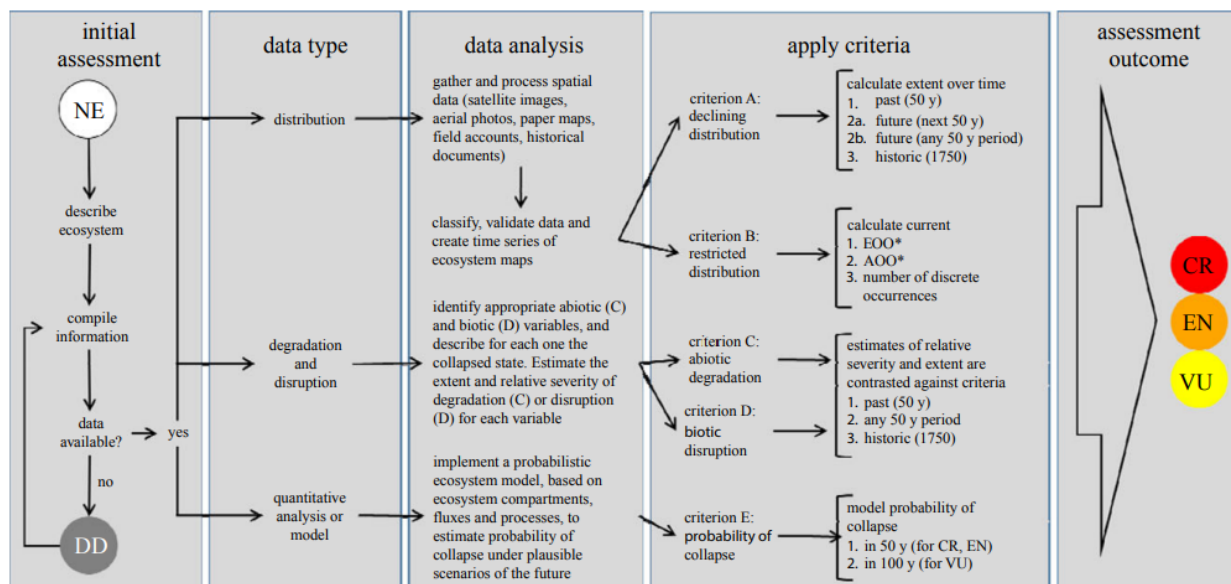 initial
assessment
NE
describe
ecosystem
compile
information
data
available?
yes
no
DD
data type
distribution
degradation
and
disruption
quantitative
analysis or
model
data analysis
gather and process spatial
data (satellite images,
aerial photos, paper maps,
field accounts, historical
documents)
classify, validate data and
create time series of
ecosystem maps
identify appropriate abiotic (C)
and biotic (D) variables, and
describe for each one the
collapsed state. Estimate the
extent and relative severity of
degradation (C) or disruption
(D) for each variable
implement a probabilistic
ecosystem model, based on
ecosystem compartments,
fluxes and processes, to
estimate probability of
collapse under plausible
scenarios of the future
apply criteria
criterion A:
declining
distribution
calculate extent over time
1. past (50 y)
2a. future (next 50 y)
2b. future (any 50 y period)
3. historic (1750)
criterion B:
restricted
distribution
calculate current
1. EOO*
2. AOO*
3. number of discrete
occurrences
criterion C:
abiotic
degradation
criterion D:
biotic
disruption
estimates of relative
severity and extent are
contrasted against criteria
1. past (50 y)
2. any 50 y period
3. historic (1750)
criterion E:
probability of
collapse
model probability of
collapse
1. in 50 y (for CR, EN)
2. in 100 y (for VU)
assessment
outcome
CR
EN
VU